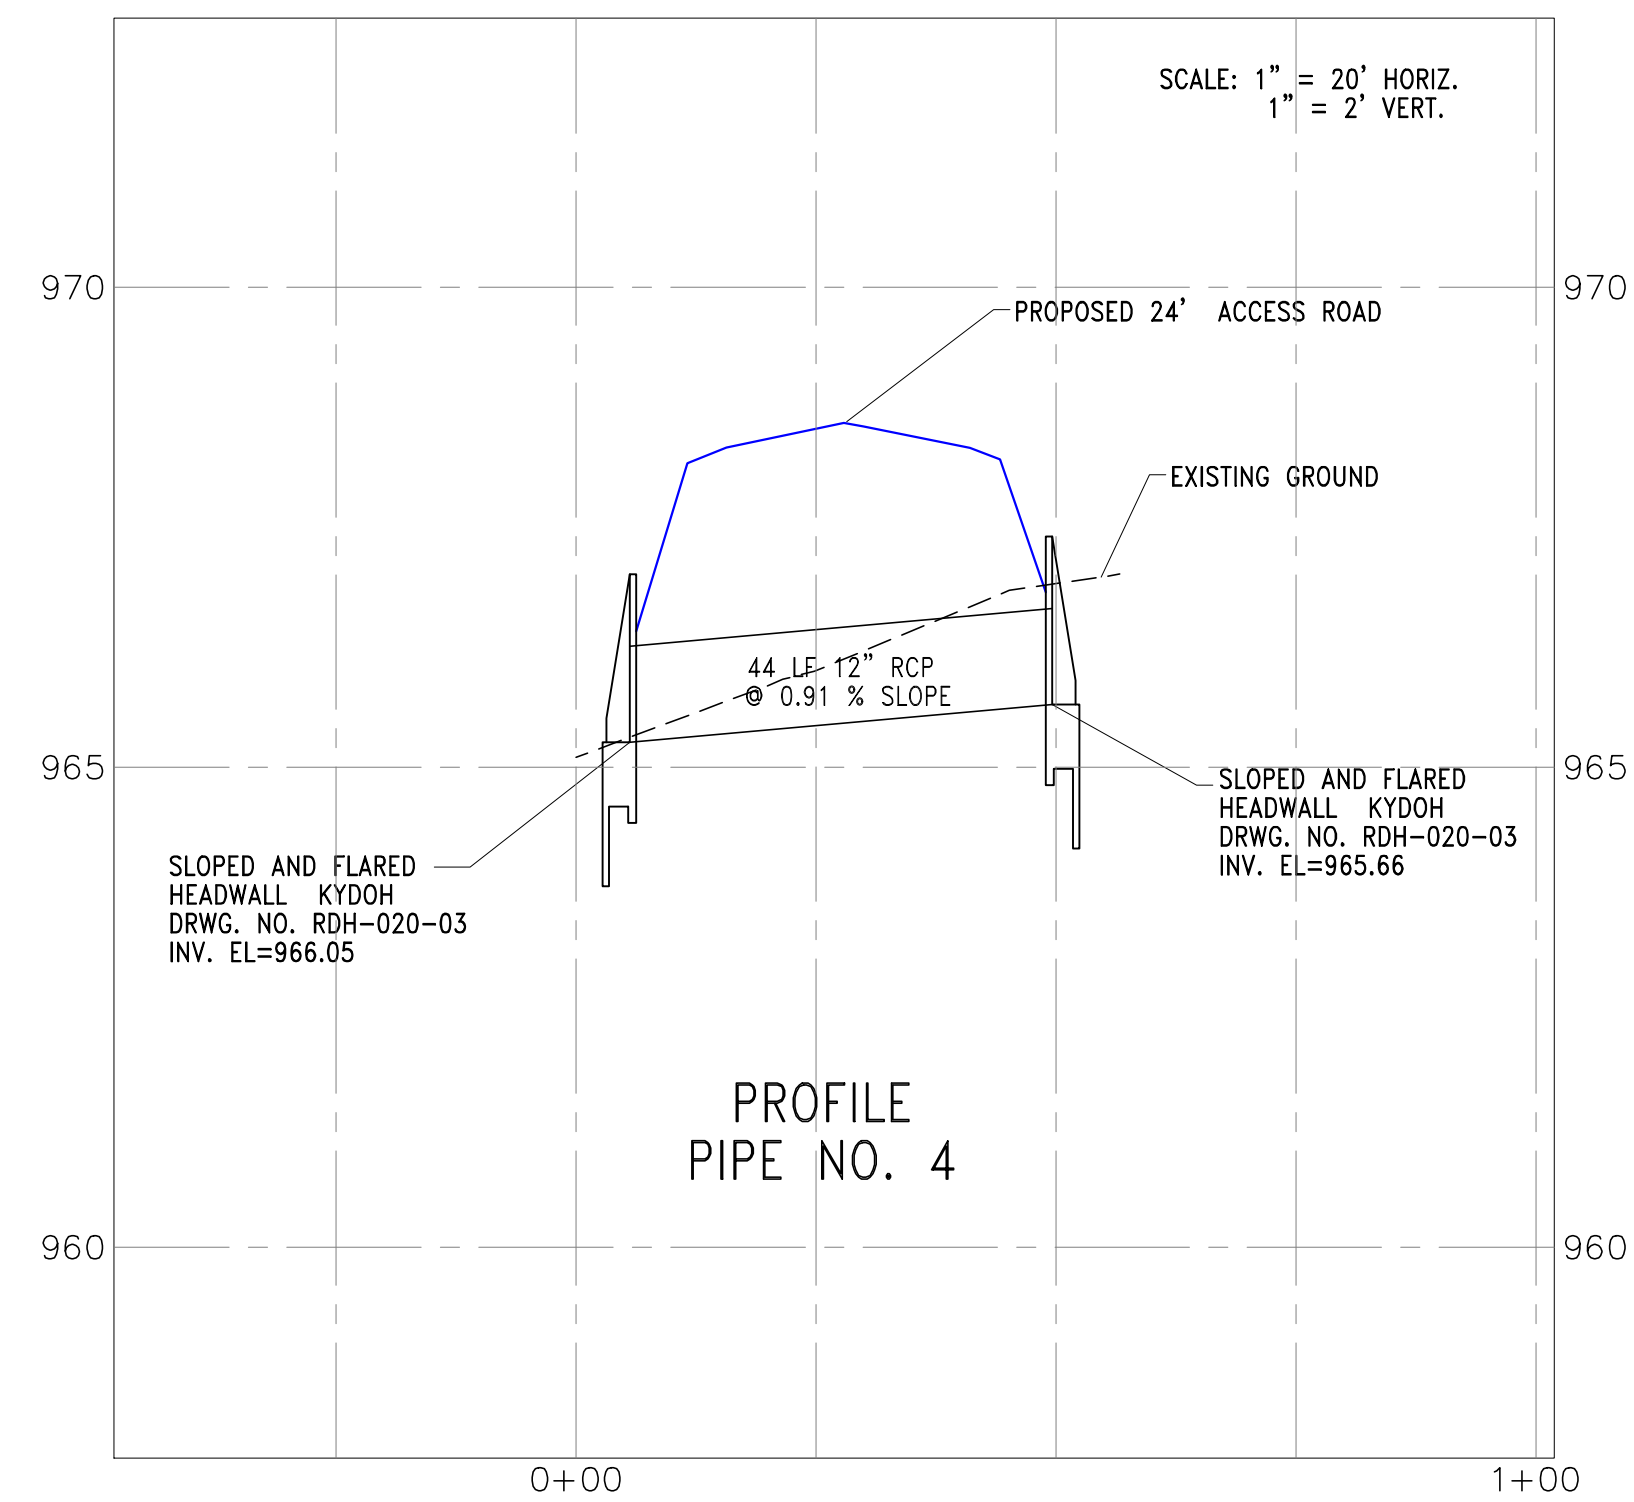 SCALE: 1” = 20’ HORIZ.
1” = 2’ VERT.
970
970
PROPOSED 24’ ACCESS ROAD
EXISTING GROUND
44 LF 12” RCP
@ 0.91 % SLOPE
965
965
SLOPED AND FLARED
HEADWALL KYDOH
DRWG. NO. RDH-020-03
INV. EL=965.66
SLOPED AND FLARED
HEADWALL KYDOH
DRWG. NO. RDH-020-03
INV. EL=966.05
PROFILE
PIPE NO. 4
960
960
0+00
1+00